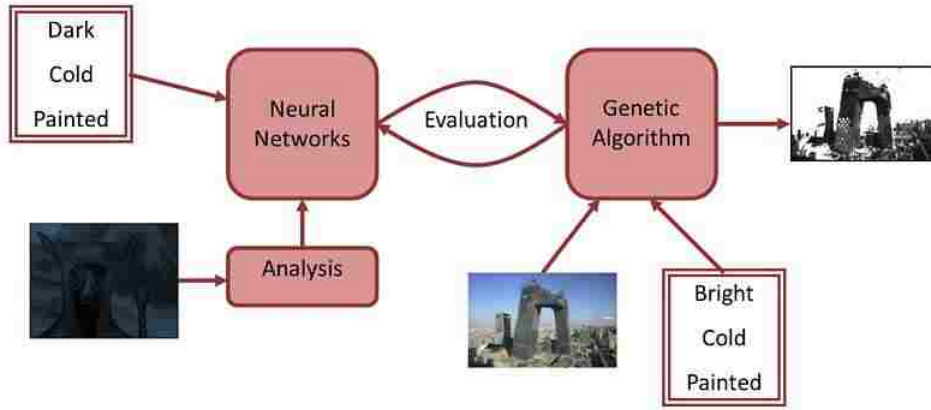 Dark
Cold
Painted
Neural
Networks
Evaluation
Genetic
Algorithm
Analysis
Bright
Cold
Painted